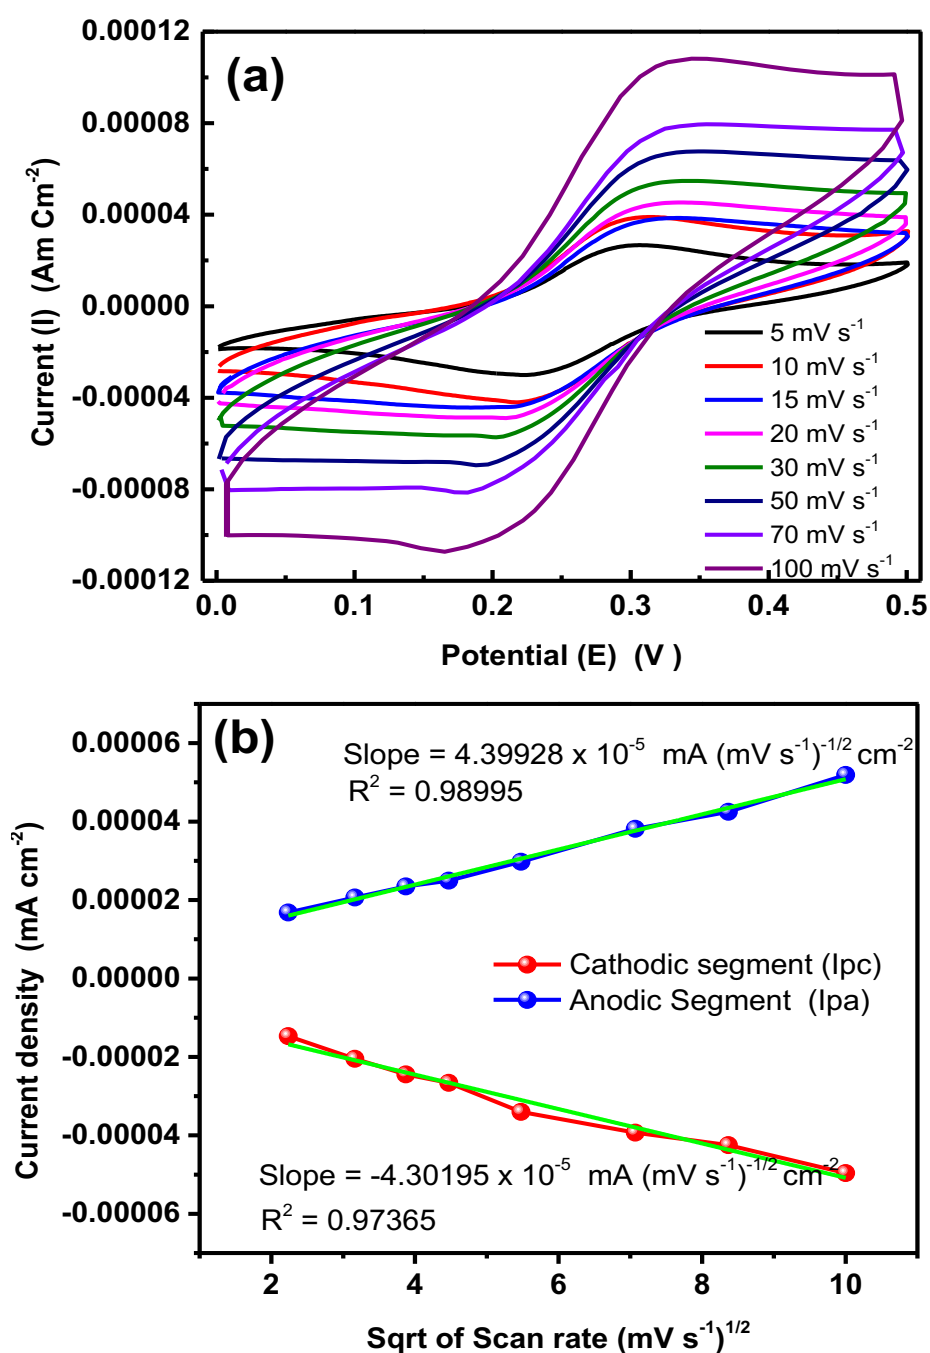 (a)
0.00012
0.00008
0.00004
0.00000
-0.00004
-0.00008
-0.00012
Current (I)  (Am Cm⁻²)
5 mV s⁻¹
10 mV s⁻¹
15 mV s⁻¹
20 mV s⁻¹
30 mV s⁻¹
50 mV s⁻¹
70 mV s⁻¹
100 mV s⁻¹
0.0 0.1 0.2 0.3 0.4 0.5
Potential (E)  (V )
(b)
Slope = 4.39928 x 10⁻⁵  mA (mV s⁻¹)⁻¹/² cm⁻²
R² = 0.98995
0.00006
0.00004
0.00002
0.00000
-0.00002
-0.00004
-0.00006
Current density  (mA cm⁻²)
Cathodic segment (Ipc)
Anodic Segment  (Ipa)
Slope = -4.30195 x 10⁻⁵  mA (mV s⁻¹)⁻¹/² cm⁻²
R² = 0.97365
2 4 6 8 10
Sqrt of Scan rate (mV s⁻¹)¹/²